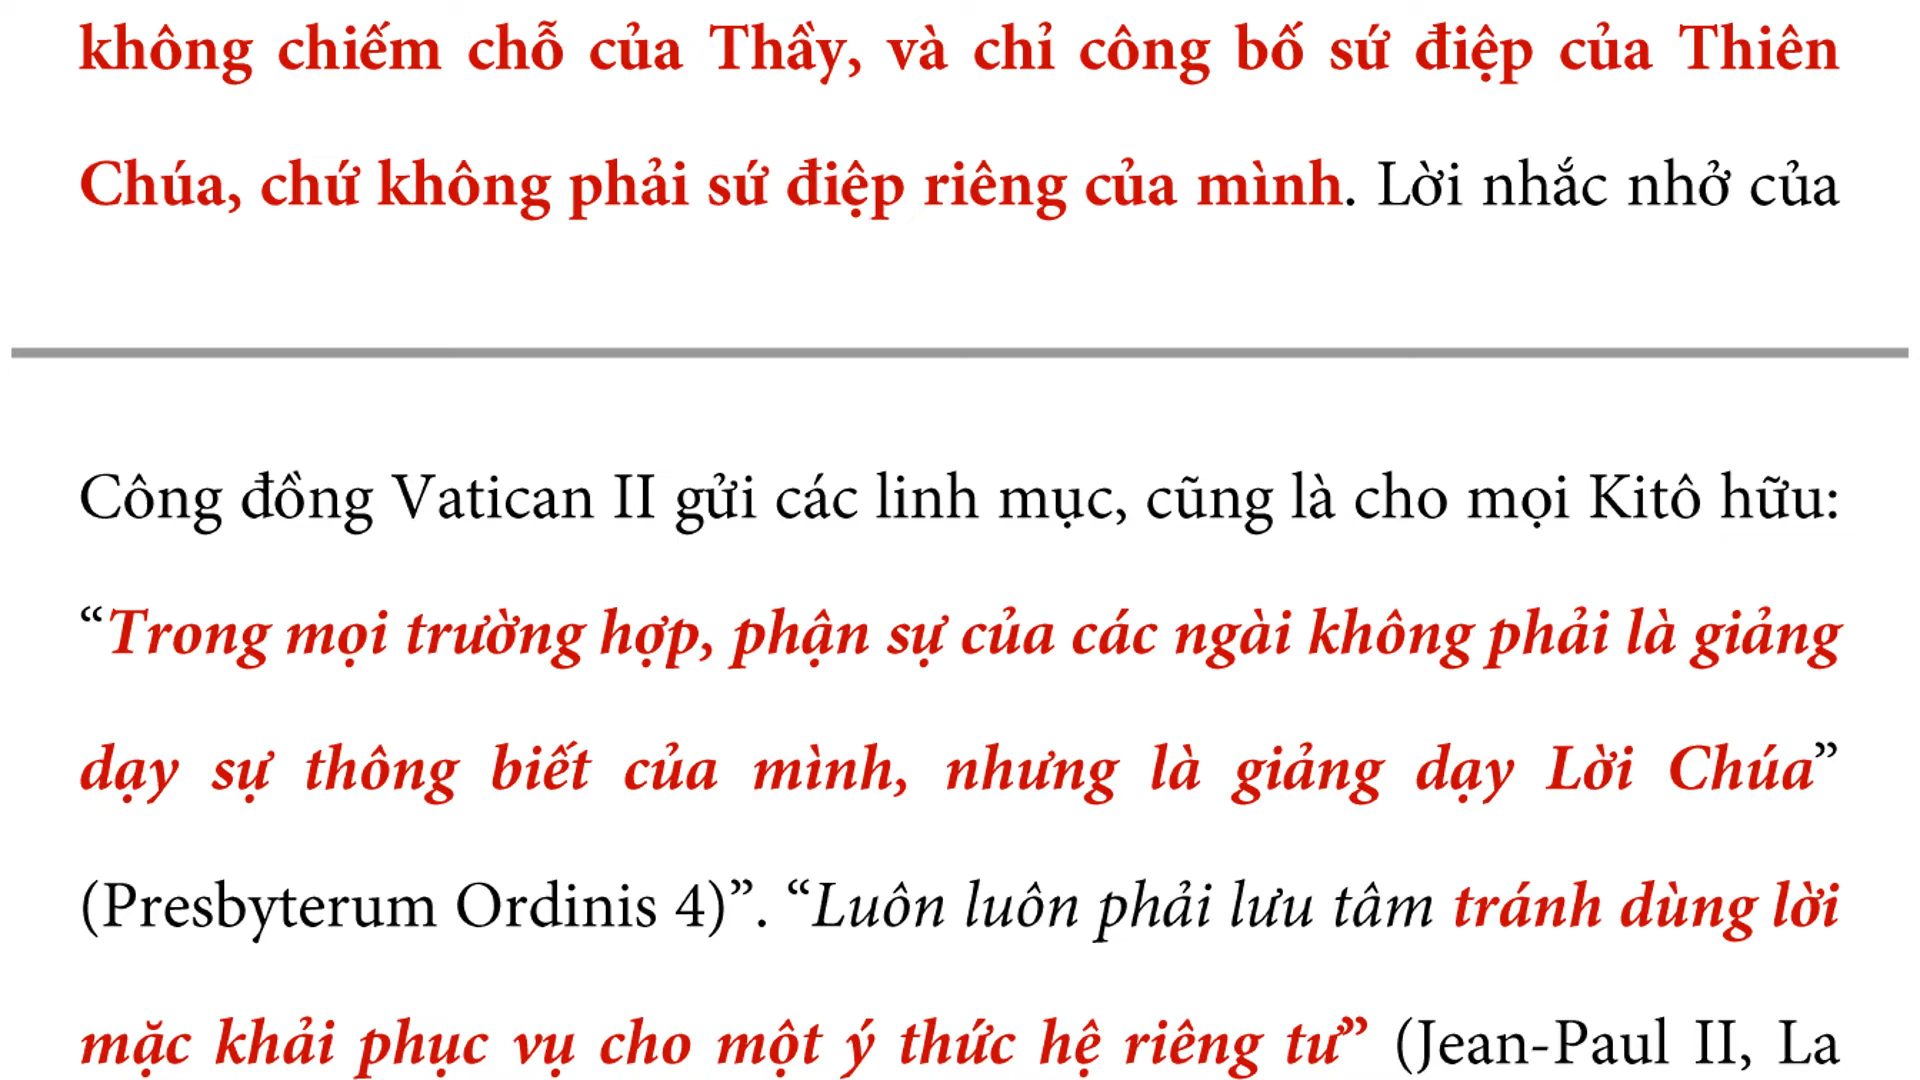 không chiếm chỗ của Thầy, và chỉ công bố sứ điệp của Thiên
Chúa, chứ không phải sứ điệp riêng của mình. Lời nhắc nhở của
Công đồng Vatican II gửi các linh mục, cũng là cho mọi Kitô hữu:
“Trong mọi trường hợp, phận sự của các ngài không phải là giảng
dạy sự thông biết của mình, nhưng là giảng dạy Lời Chúa”
(Presbyterum Ordinis 4)”. “Luôn luôn phải lưu tâm tránh dùng lời
mặc khải phục vụ cho một ý thức hệ riêng tư” (Jean-Paul II, La